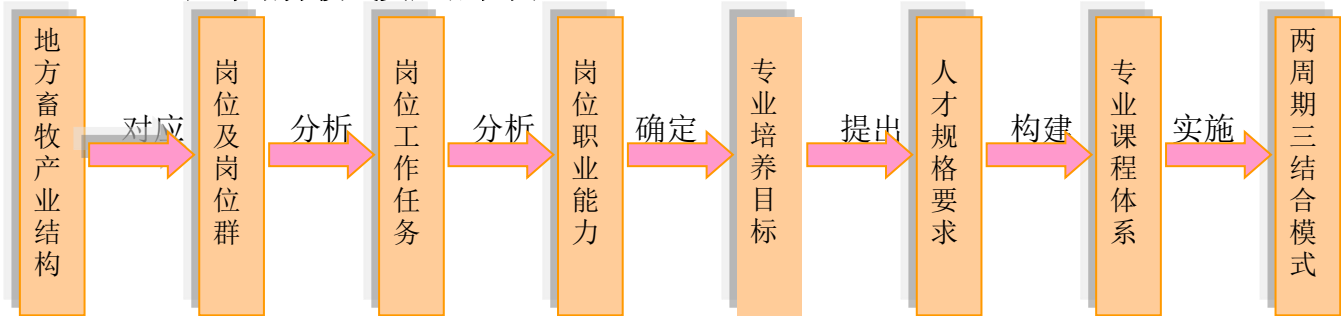 地方畜牧产业结构
对应
岗位及岗位群
分析
岗位工作任务
分析
岗位职业能力
确定
专业培养目标
提出
人才规格要求
构建
专业课程体系
实施
两周期三结合模式